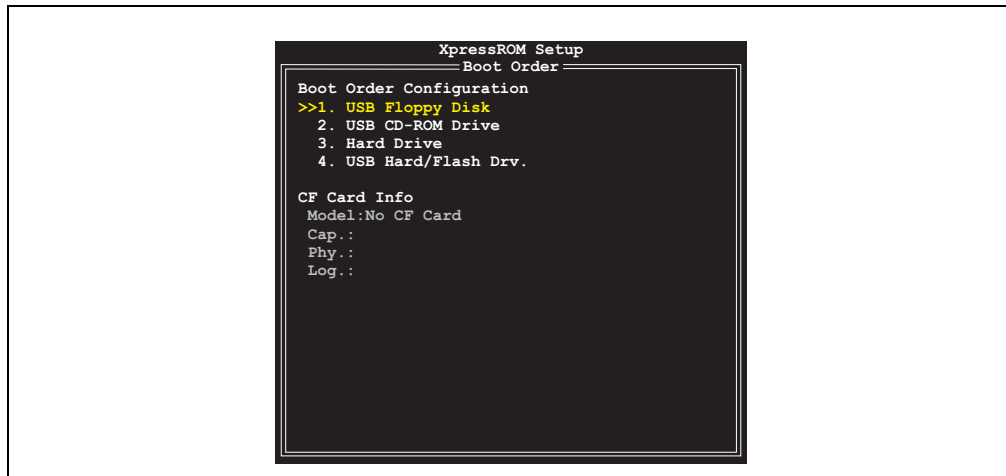 XpressROM Setup
Boot Order
Boot Order Configuration
>>1. USB Floppy Disk
2. USB CD-ROM Drive
3. Hard Drive
4. USB Hard/Flash Drv.
CF Card Info
Model:No CF Card
Cap.:
Phy.:
Log.: